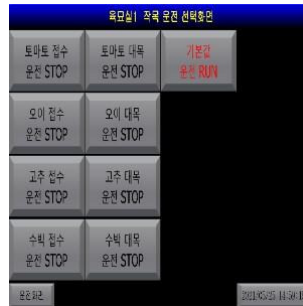 육묘실1 작목 운전 선택화면
토마토 접수
운전 STOP
토마토 대목
운전 STOP
기본값
운전 RUN
오이 접수
운전 STOP
오이 대목
운전 STOP
고추 접수
운전 STOP
고추 대목
운전 STOP
수박 접수
운전 STOP
수박 대목
운전 STOP